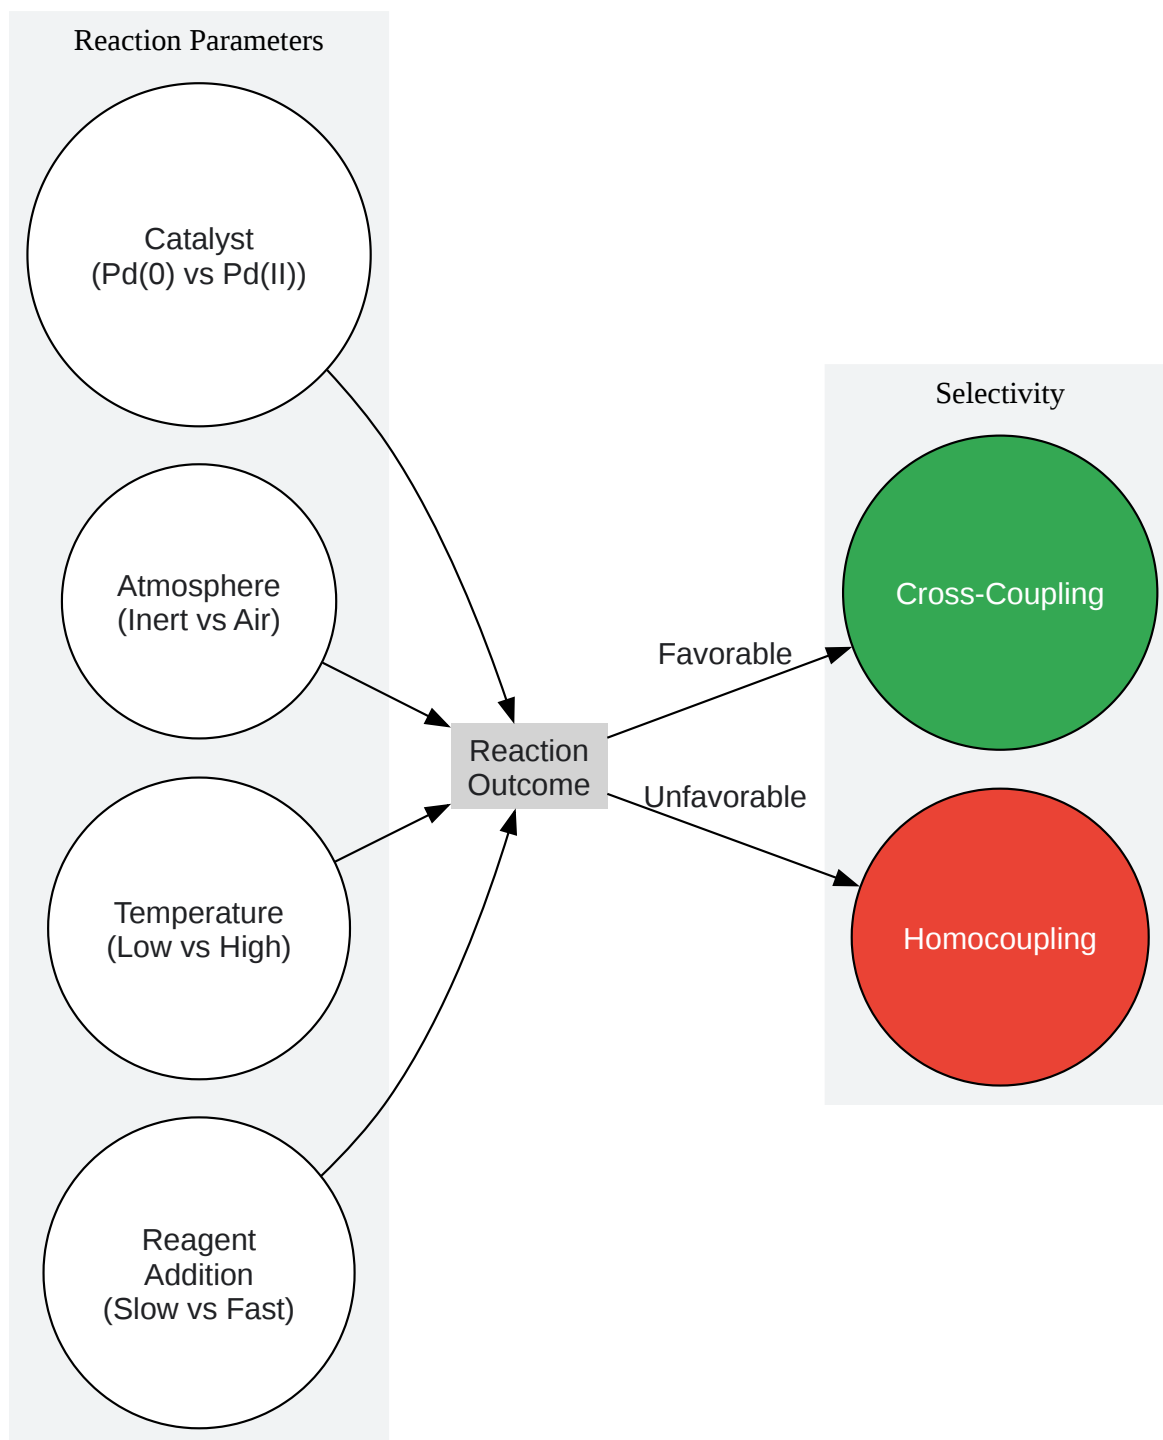 Reaction Parameters
Catalyst
(Pd(0) vs Pd(II))
Atmosphere
(Inert vs Air)
Temperature
(Low vs High)
Reagent
Addition
(Slow vs Fast)
Reaction
Outcome
Favorable
Unfavorable
Selectivity
Cross-Coupling
Homocoupling